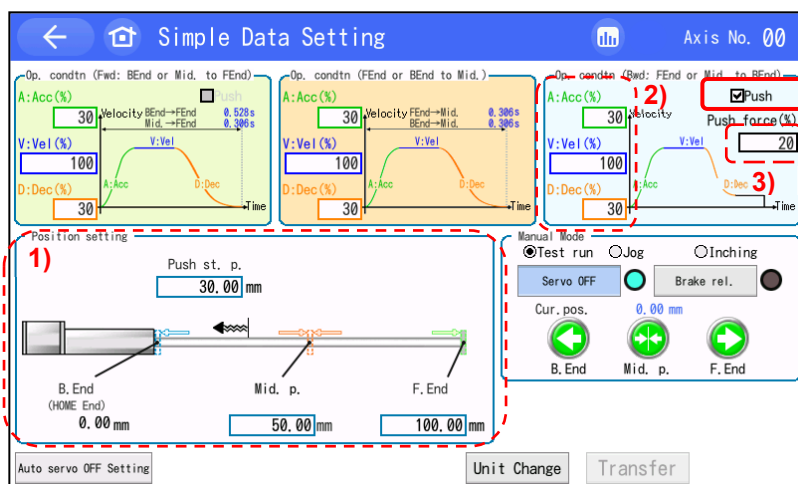 Simple Data Setting
Axis No. 00
Op. condtn (Fwd: BEnd or Mid. to FEnd)
A:Acc(%)
Push
30
Velocity
BEnd→FEnd 0.528s
Mid.→FEnd 0.306s
V:Vel(%)
V:Vel
100
D:Dec(%)
A:Acc
D:Dec
30
Time
Op. condtn (FEnd or BEnd to Mid.)
A:Acc(%)
30
Velocity
FEnd→Mid. 0.306s
BEnd→Mid. 0.306s
V:Vel(%)
V:Vel
100
D:Dec(%)
A:Acc
D:Dec
30
Time
Op. condtn (Bwd: FEnd or Mid. to BEnd)
A:Acc(%)
2)
Push
30
Velocity
Push force(%)
20
V:Vel(%)
V:Vel
100
D:Dec(%)
A:Acc
D:Dec
3)
30
Time
Position setting
1)
Push st. p.
30.00 mm
B.End
Mid. p.
F.End
(HOME End)
0.00 mm
50.00 mm
100.00 mm
Manual Mode
Test run Jog Inching
Servo OFF
Brake rel.
Cur.pos. 0.00 mm
B.End Mid. p. F.End
Auto servo OFF Setting
Unit Change
Transfer